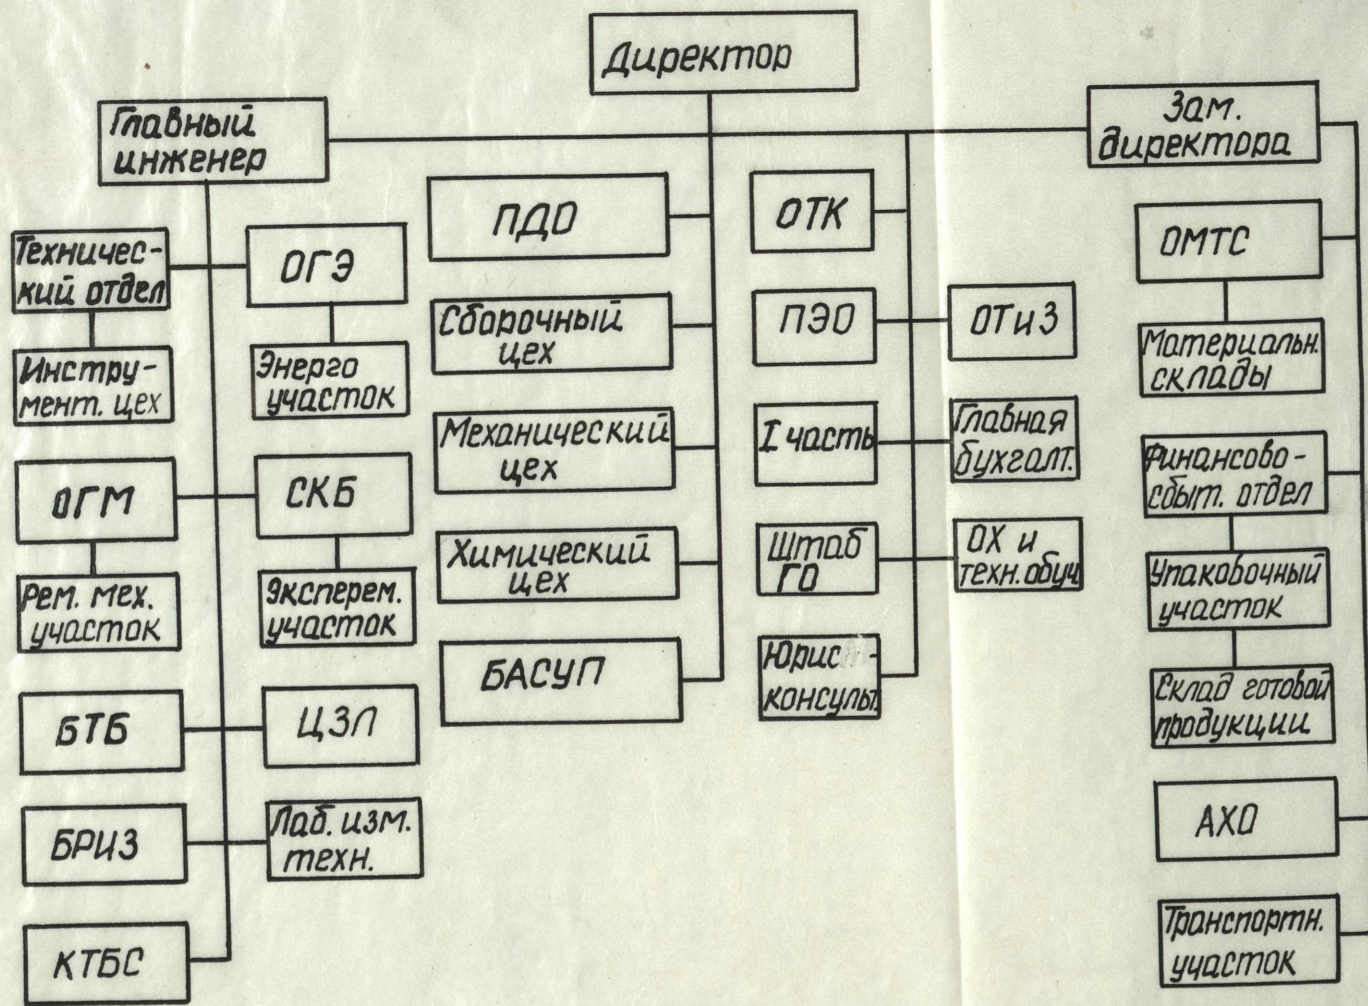 Директор
Главный
инженер
Зам.
директора
Техничес-
кий отдел
ОГЭ
Инстру-
мент. цех
Энерго
участок
ОГМ
СКБ
Рем. мех.
участок
Эксперем.
участок
БТБ
ЦЗЛ
БРИЗ
Лаб. изм.
техн.
КТБС
ПДО
Сборочный
цех
Механический
цех
Химический
цех
БАСУП
ОТК
ПЭО
ОТиЗ
I часть
Главная
бухгалт.
Штаб
ГО
ОХ и
техн. обуч.
Юрис -
консульт.
ОМТС
Материальн.
склады
Финансово-
сбыт. отдел
Упаковочный
участок
Склад готовой
продукции
АХО
Транспортн.
участок